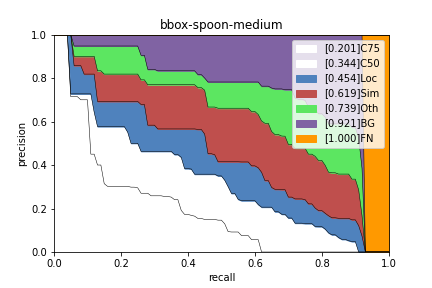 bbox-spoon-medium
precision
1.0
0.8
0.6
0.4
0.2
0.0
[0.201]C75
[0.344]C50
[0.454]Loc
[0.619]Sim
[0.739]Oth
[0.921]BG
[1.000]FN
0.0 0.2 0.4 0.6 0.8 1.0
recall